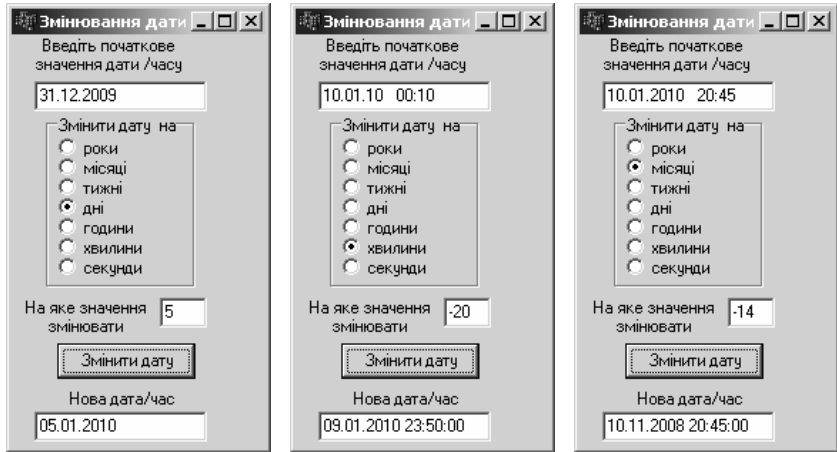 Змінювання дати
Введіть початкове
значення дати /часу
31.12.2009
Змінити дату на
роки
місяці
тижні
дні
години
хвилини
секунди
На яке значення
змінювати
5
Змінити дату
Нова дата/час
05.01.2010
Змінювання дати
Введіть початкове
значення дати /часу
10.01.10 00:10
Змінити дату на
роки
місяці
тижні
дні
години
хвилини
секунди
На яке значення
змінювати
-20
Змінити дату
Нова дата/час
09.01.2010 23:50:00
Змінювання дати
Введіть початкове
значення дати /часу
10.01.2010 20:45
Змінити дату на
роки
місяці
тижні
дні
години
хвилини
секунди
На яке значення
змінювати
-14
Змінити дату
Нова дата/час
10.11.2008 20:45:00